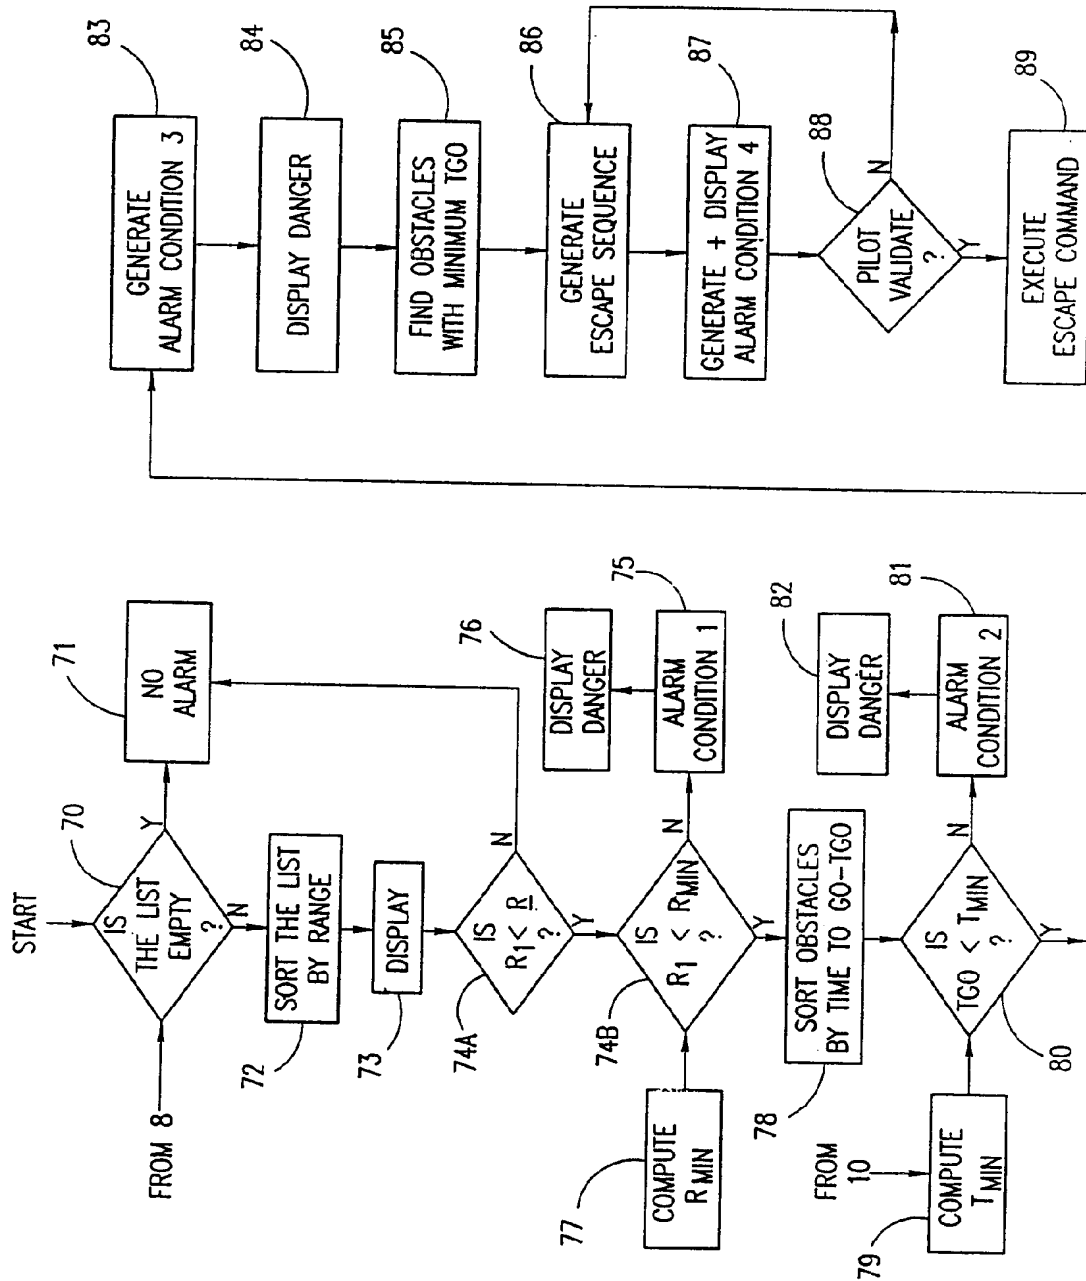 START
FROM 8
IS
THE LIST
EMPTY
?
70
Y
N
NO
ALARM
71
SORT THE LIST
BY RANGE
72
DISPLAY
73
IS
R1 < R
?
74A
N
Y
IS
R1 < RMIN
?
74B
N
Y
ALARM
CONDITION 1
75
DISPLAY
DANGER
76
COMPUTE
RMIN
77
SORT OBSTACLES
BY TIME TO GO-TGO
78
FROM
10
COMPUTE
TMIN
79
IS
TGO < TMIN
?
80
N
Y
ALARM
CONDITION 2
81
DISPLAY
DANGER
82
GENERATE
ALARM CONDITION 3
83
DISPLAY DANGER
84
FIND OBSTACLES
WITH MINIMUM TGO
85
GENERATE
ESCAPE SEQUENCE
86
GENERATE + DISPLAY
ALARM CONDITION 4
87
PILOT
VALIDATE
?
88
N
Y
EXECUTE
ESCAPE COMMAND
89